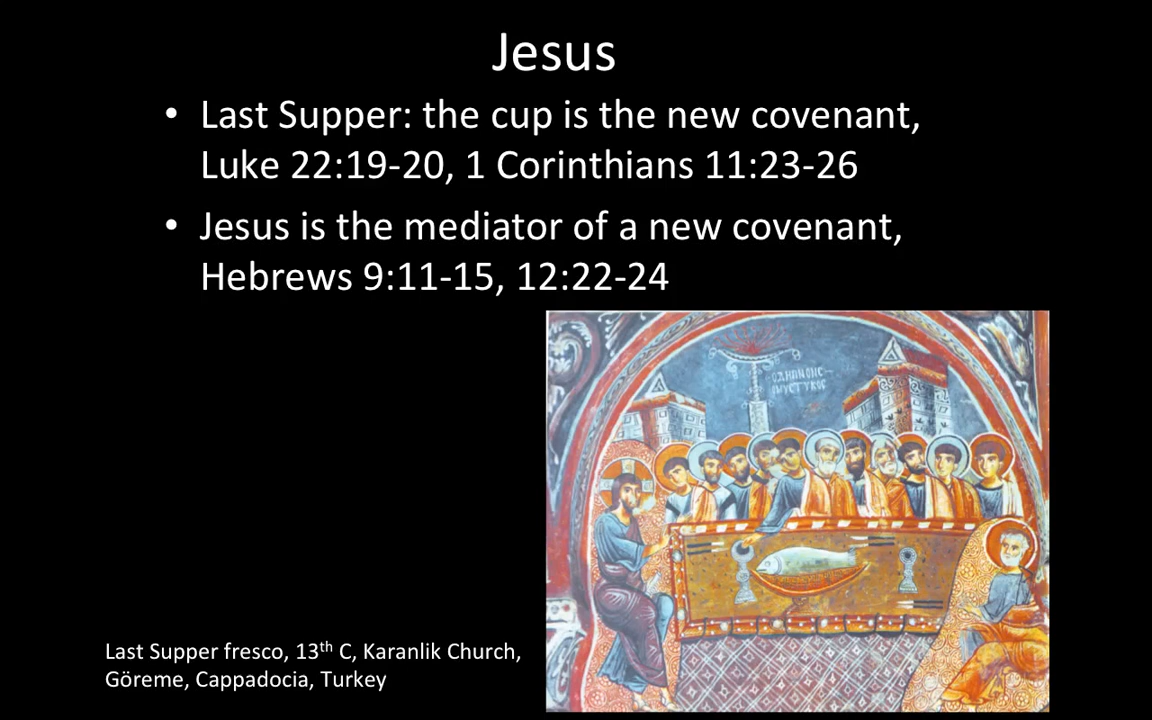 Jesus
• Last Supper: the cup is the new covenant,
Luke 22:19-20, 1 Corinthians 11:23-26
• Jesus is the mediator of a new covenant,
Hebrews 9:11-15, 12:22-24
Last Supper fresco, 13th C, Karanlik Church,
Göreme, Cappadocia, Turkey